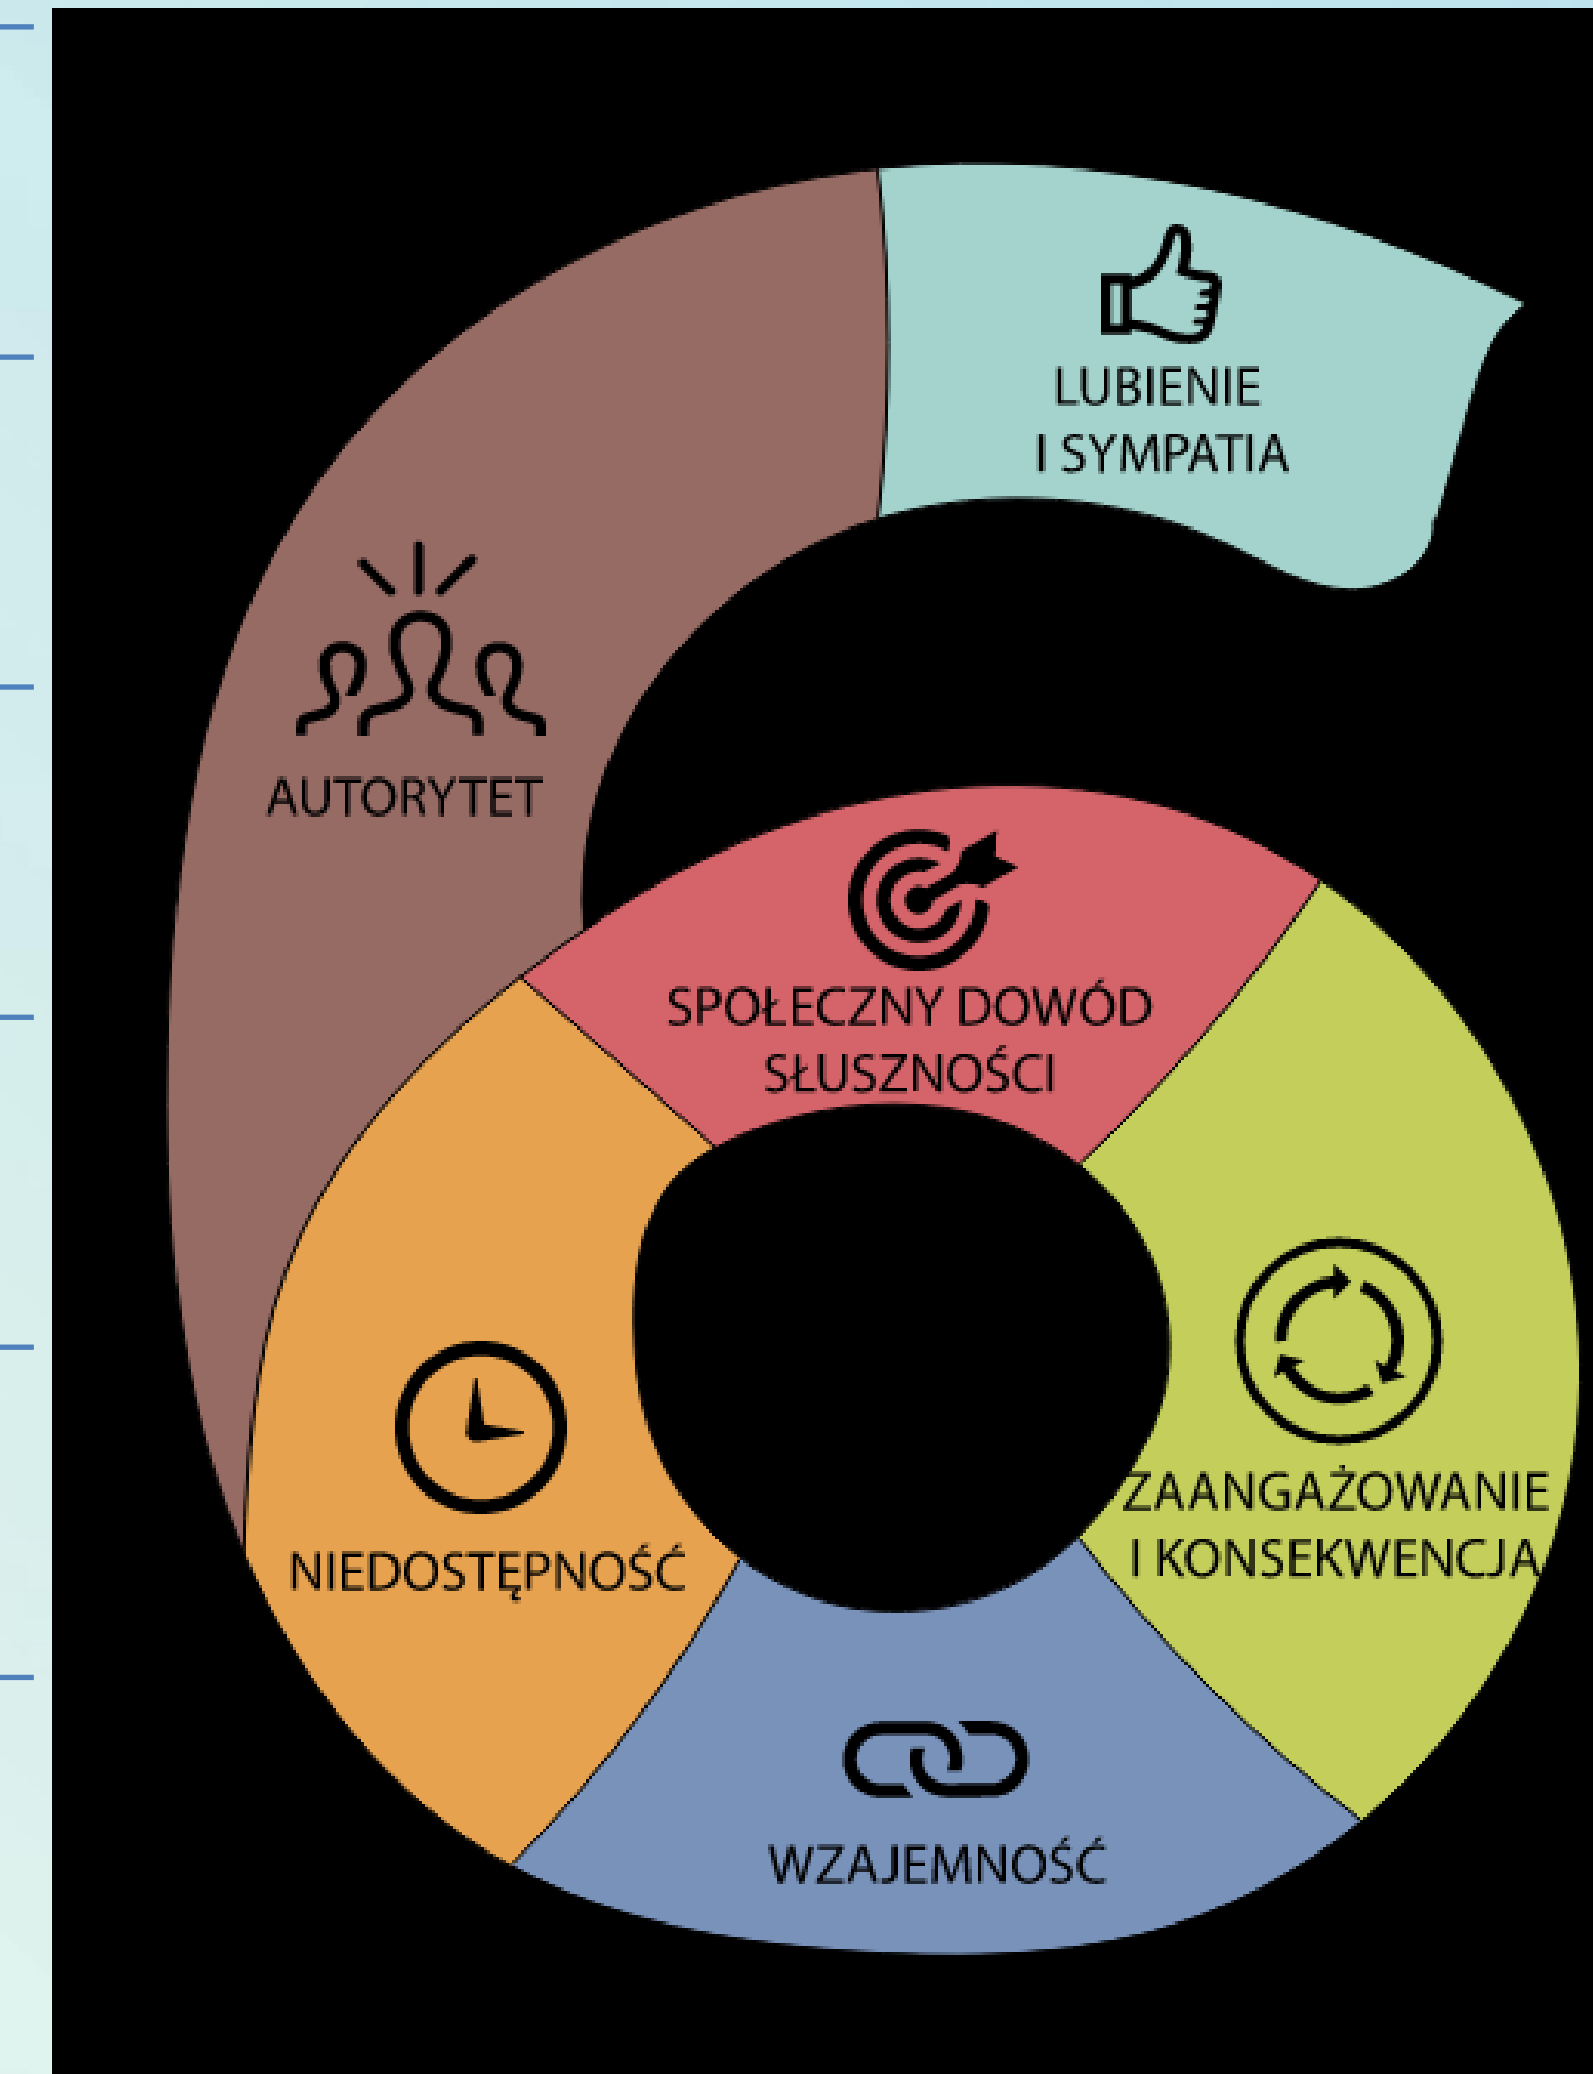 LUBIENIE
I SYMPATIA
AUTORYTET
SPOŁECZNY DOWÓD
SŁUSZNOŚCI
ZAANGAŻOWANIE
I KONSEKWENCJA
NIEDOSTĘPNOŚĆ
WZAJEMNOŚĆ